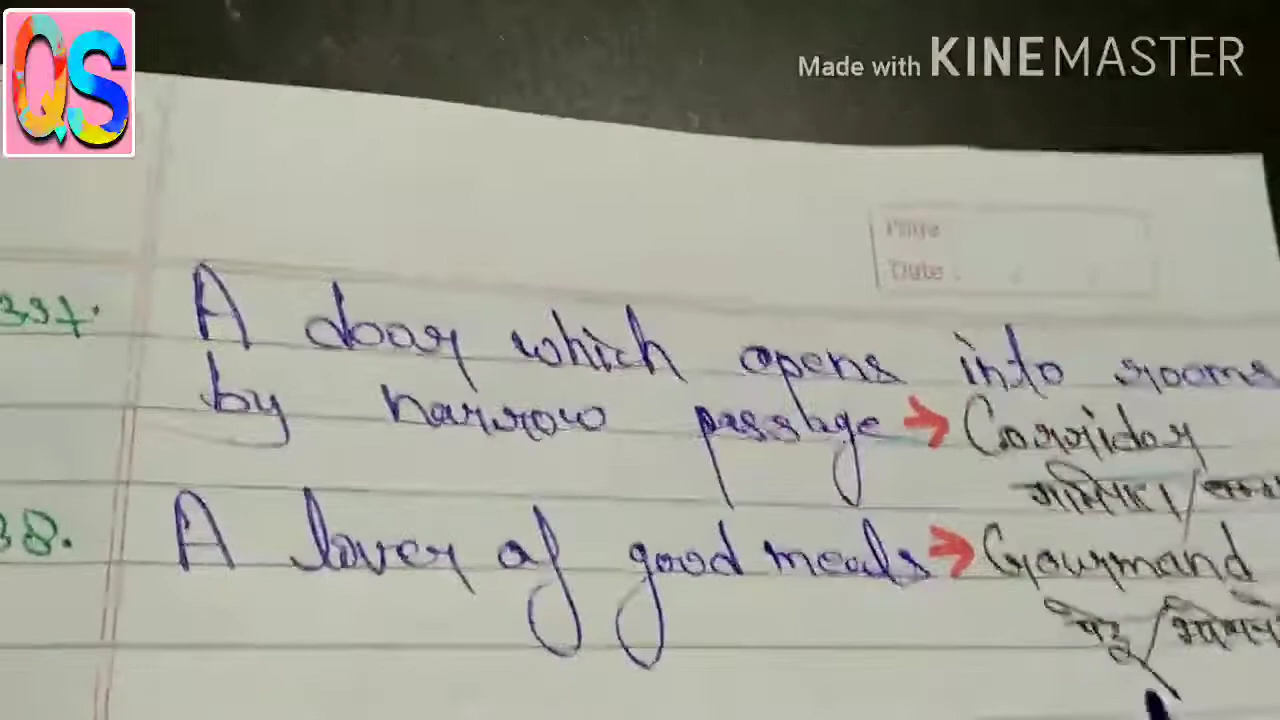 QS
Made with KINEMASTER
Page
Date
337. A door which opens into rooms
by narrow passage → Corridor
38. A lover of good meals → Gourmand
पेटू /